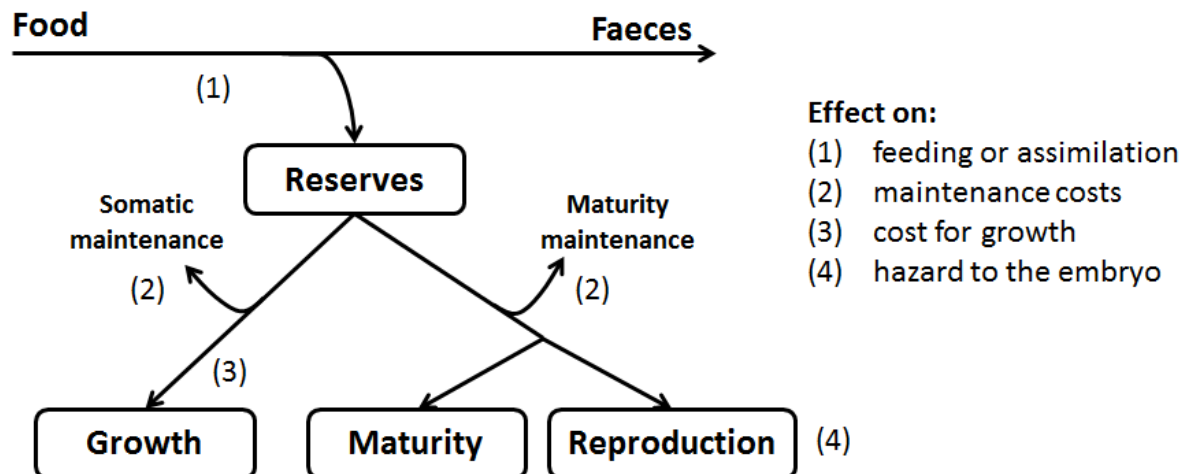 Food
Faeces
(1)
Reserves
Somatic
maintenance
Maturity
maintenance
(2)
(2)
(3)
Growth
Maturity
Reproduction
(4)
Effect on:
(1) feeding or assimilation
(2) maintenance costs
(3) cost for growth
(4) hazard to the embryo